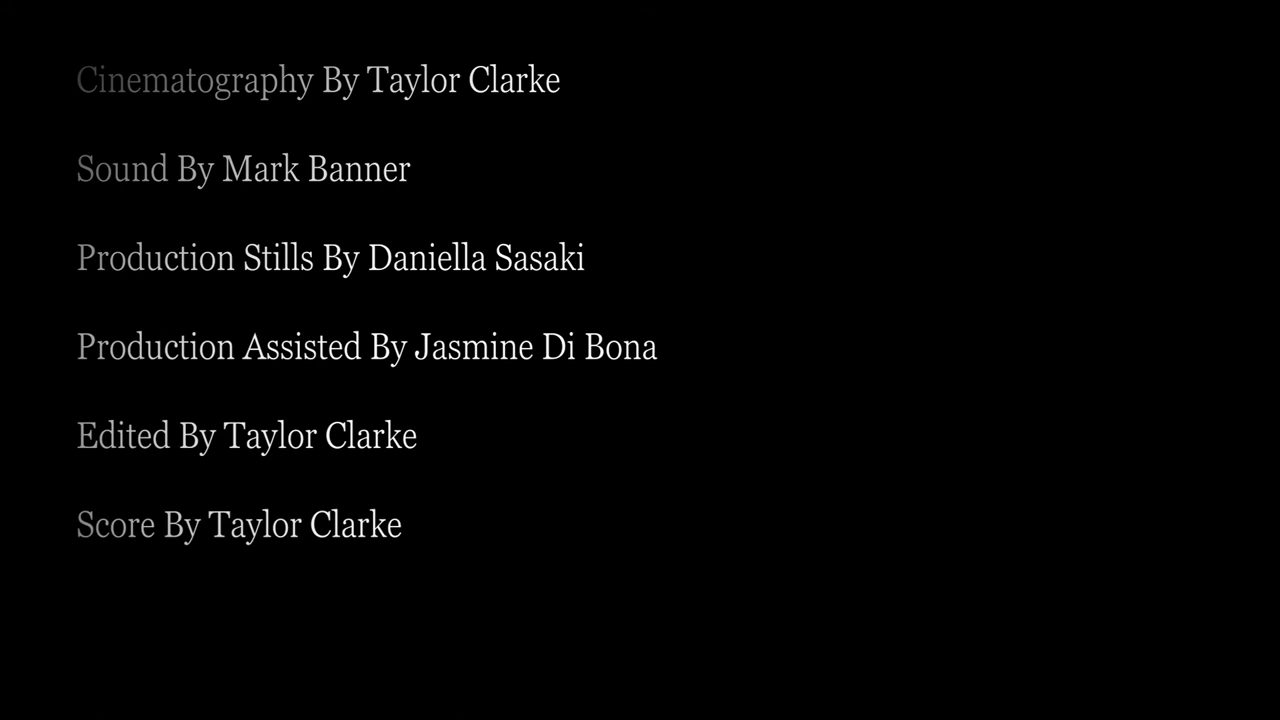 Cinematography By Taylor Clarke
Sound By Mark Banner
Production Stills By Daniella Sasaki
Production Assisted By Jasmine Di Bona
Edited By Taylor Clarke
Score By Taylor Clarke